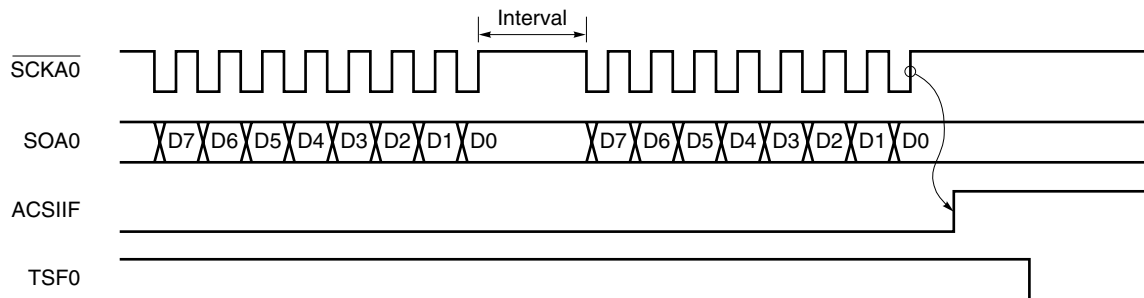 Interval
SCKA0
SOA0 D7 D6 D5 D4 D3 D2 D1 D0 D7 D6 D5 D4 D3 D2 D1 D0
ACSIIF
TSF0